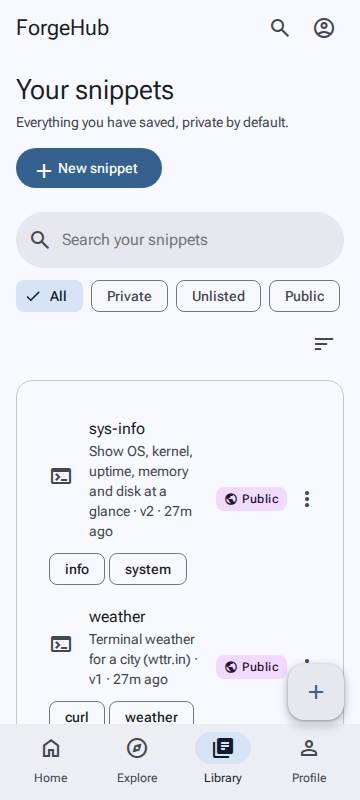 ForgeHub
Your snippets
Everything you have saved, private by default.
New snippet
Search your snippets
All
Private
Unlisted
Public
sys-info
Show OS, kernel,
uptime, memory
and disk at a
glance · v2 · 27m
ago
Public
info
system
weather
Terminal weather
for a city (wttr.in) ·
v1 · 27m ago
Public
curl
weather
Home
Explore
Library
Profile